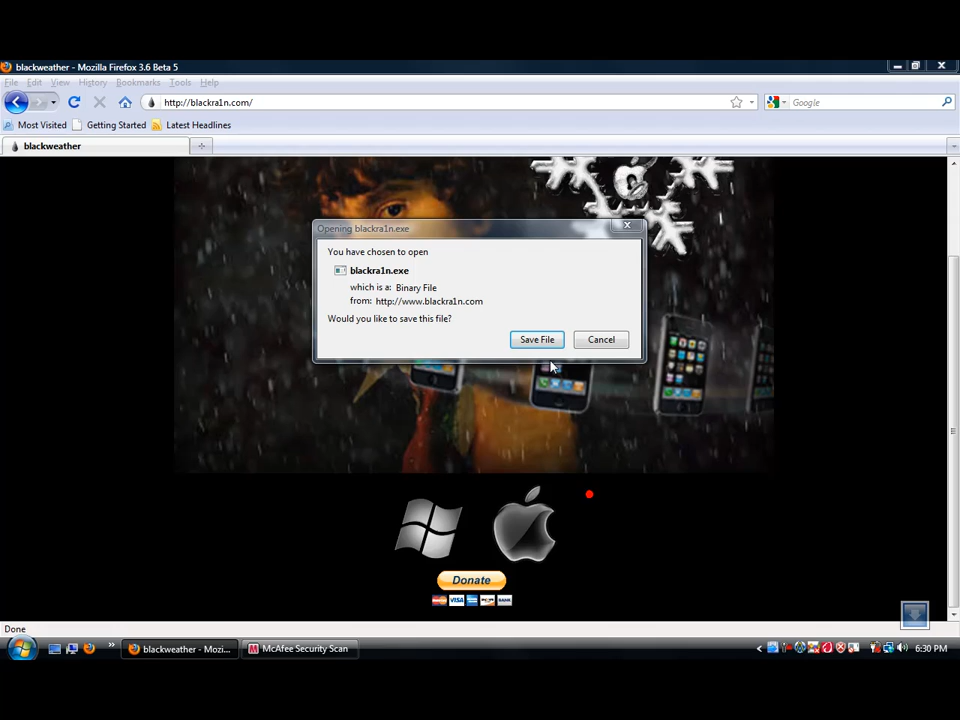 blackweather - Mozilla Firefox 3.6 Beta 5
File Edit View History Bookmarks Tools Help
http://blackra1n.com/
Google
Most Visited Getting Started Latest Headlines
blackweather
Opening blackra1n.exe
You have chosen to open
blackra1n.exe
which is a: Binary File
from: http://www.blackra1n.com
Would you like to save this file?
Save File Cancel
Donate
VISA
Done
blackweather - Mozi... McAfee Security Scan 6:30 PM